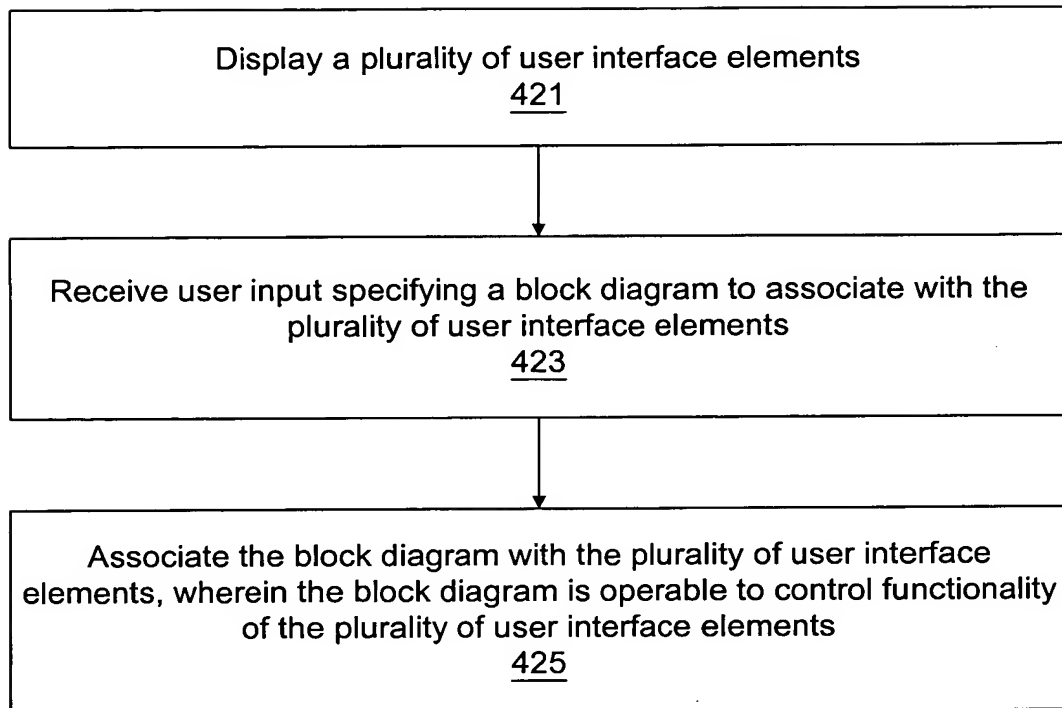 Display a plurality of user interface elements
421
Receive user input specifying a block diagram to associate with the
plurality of user interface elements
423
Associate the block diagram with the plurality of user interface
elements, wherein the block diagram is operable to control functionality
of the plurality of user interface elements
425